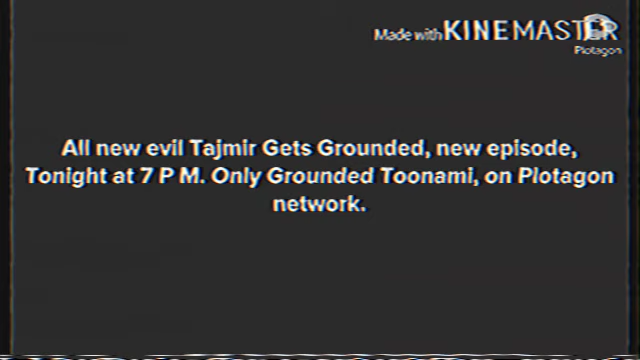 Made with KINEMASTER
Plotagon
All new evil Tajmir Gets Grounded, new episode,
Tonight at 7 P M. Only Grounded Toonami, on Plotagon
network.